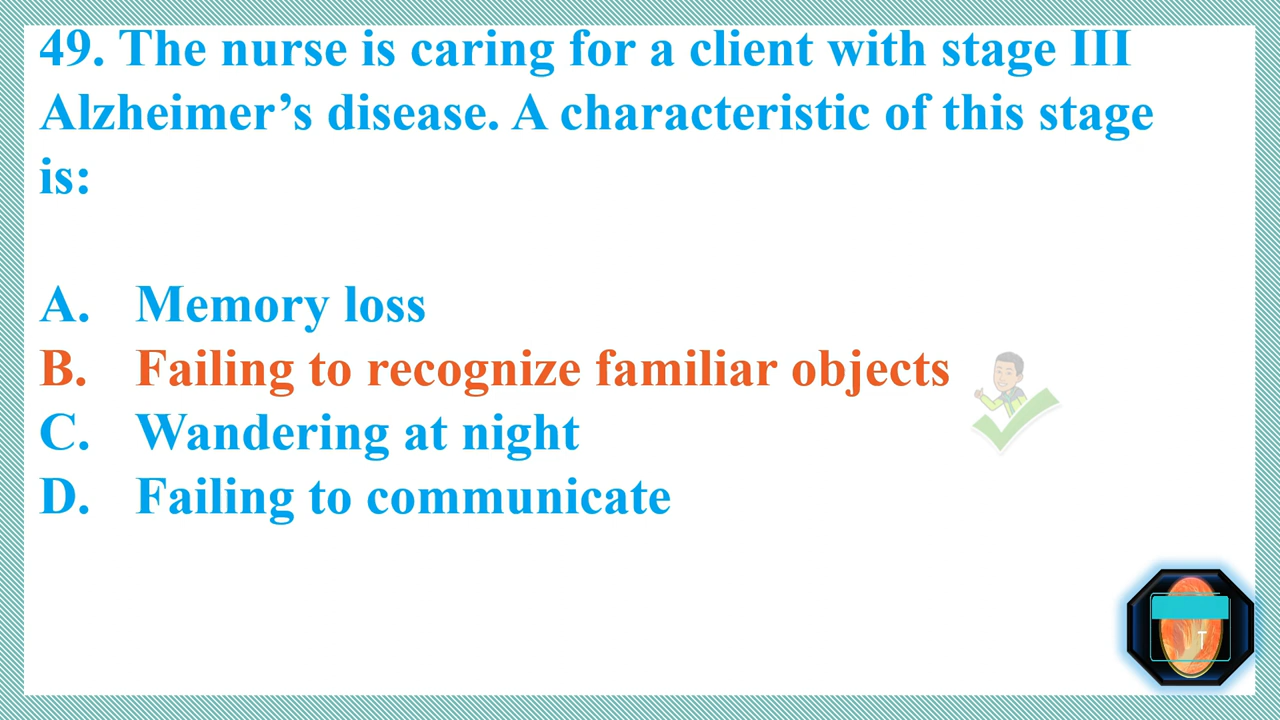 49. The nurse is caring for a client with stage III
Alzheimer’s disease. A characteristic of this stage
is:
A. Memory loss
B. Failing to recognize familiar objects
C. Wandering at night
D. Failing to communicate
T